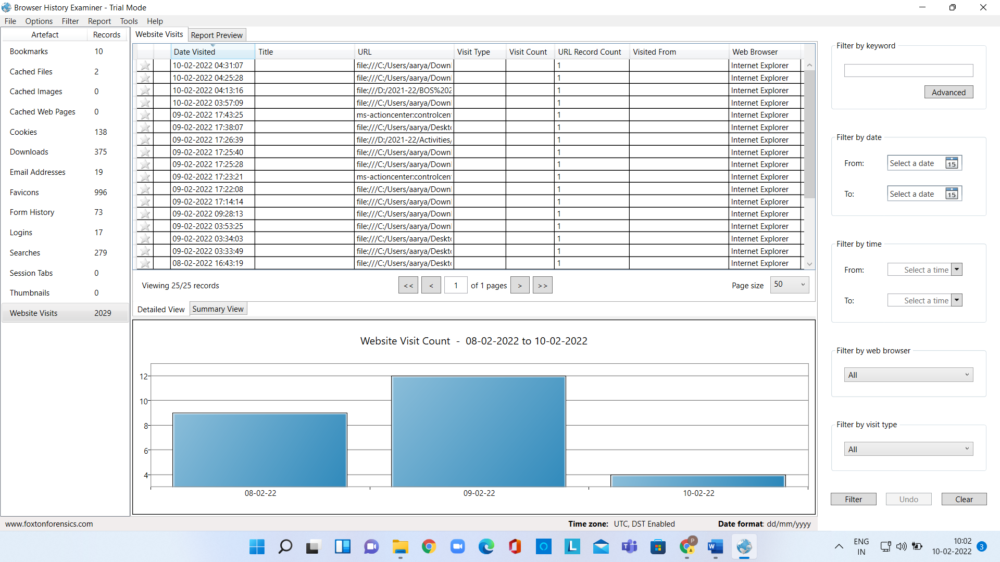 Browser History Examiner - Trial Mode
File Options Filter Report Tools Help
Artefact Records
Bookmarks 10
Cached Files 2
Cached Images 0
Cached Web Pages 0
Cookies 138
Downloads 375
Email Addresses 19
Favicons 996
Form History 73
Logins 17
Searches 279
Session Tabs 0
Thumbnails 0
Website Visits 2029
Website Visits Report Preview
Date Visited Title URL Visit Type Visit Count URL Record Count Visited From Web Browser
10-02-2022 04:31:07 file:///C:/Users/aarya/Down 1 Internet Explorer
10-02-2022 04:25:28 file:///C:/Users/aarya/Down 1 Internet Explorer
10-02-2022 04:13:16 file:///D:/2021-22/BOS%202 1 Internet Explorer
10-02-2022 03:57:09 file:///C:/Users/aarya/Down 1 Internet Explorer
09-02-2022 17:43:25 ms-actioncenter:controlcen 1 Internet Explorer
09-02-2022 17:38:07 file:///C:/Users/aarya/Deskt 1 Internet Explorer
09-02-2022 17:26:39 file:///D:/2021-22/Activities/ 1 Internet Explorer
09-02-2022 17:25:40 file:///C:/Users/aarya/Down 1 Internet Explorer
09-02-2022 17:25:28 file:///C:/Users/aarya/Down 1 Internet Explorer
09-02-2022 17:23:21 ms-actioncenter:controlcen 1 Internet Explorer
09-02-2022 17:22:08 file:///C:/Users/aarya/Down 1 Internet Explorer
09-02-2022 17:14:14 file:///C:/Users/aarya/Down 1 Internet Explorer
09-02-2022 09:28:13 file:///C:/Users/aarya/Down 1 Internet Explorer
09-02-2022 03:53:25 file:///C:/Users/aarya/Down 1 Internet Explorer
09-02-2022 03:34:03 file:///C:/Users/aarya/Deskt 1 Internet Explorer
09-02-2022 03:33:49 file:///C:/Users/aarya/Deskt 1 Internet Explorer
08-02-2022 16:43:19 file:///C:/Users/aarya/Deskt 1 Internet Explorer
Viewing 25/25 records << < 1 of 1 pages > >> Page size 50
Detailed View Summary View
Website Visit Count - 08-02-2022 to 10-02-2022
12
10
8
6
4
08-02-22 09-02-22 10-02-22
Filter by keyword
Advanced
Filter by date
From: Select a date 15
To: Select a date 15
Filter by time
From: Select a time
To: Select a time
Filter by web browser
All
Filter by visit type
All
Filter Undo Clear
www.foxtonforensics.com Time zone: UTC, DST Enabled Date format: dd/mm/yyyy
ENG
IN
10:02
10-02-2022
3